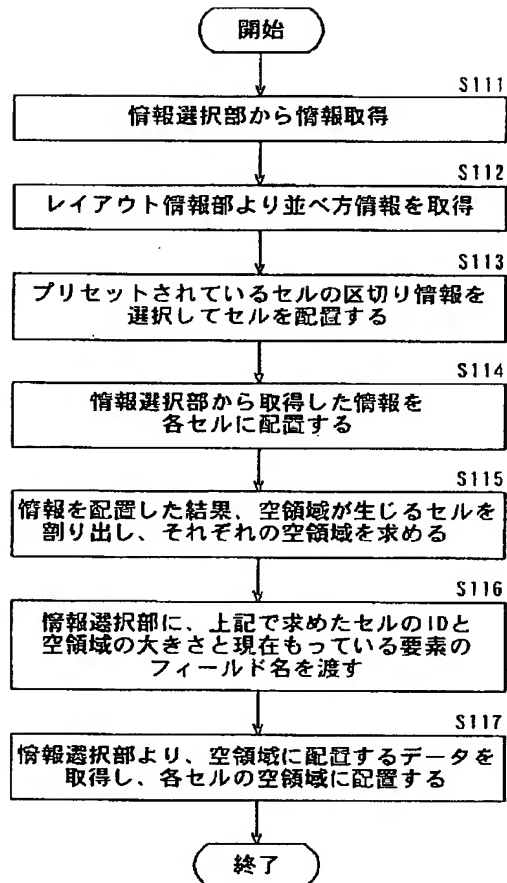 開始
S111
情報選択部から情報取得
S112
レイアウト情報部より並べ方情報を取得
S113
プリセットされているセルの区切り情報を
選択してセルを配置する
S114
情報選択部から取得した情報を
各セルに配置する
S115
情報を配置した結果、空領域が生じるセルを
割り出し、それぞれの空領域を求める
S116
情報選択部に、上記で求めたセルのIDと
空領域の大きさと現在もっている要素の
フィールド名を渡す
S117
情報選択部より、空領域に配置するデータを
取得し、各セルの空領域に配置する
終了